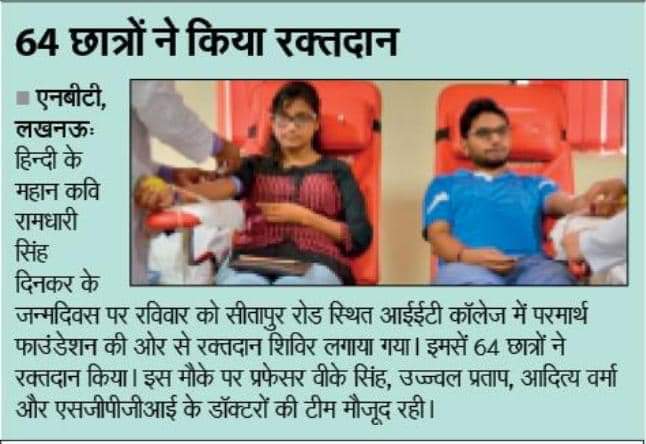 64 छात्रों ने किया रक्तदान
■ एनबीटी,
लखनऊः
हिन्दी के
महान कवि
रामधारी
सिंह
दिनकर के
जन्मदिवस पर रविवार को सीतापुर रोड स्थित आईईटी कॉलेज में परमार्थ
फाउंडेशन की ओर से रक्तदान शिविर लगाया गया। इमसें 64 छात्रों ने
रक्तदान किया। इस मौके पर प्रफेसर वीके सिंह, उज्ज्वल प्रताप, आदित्य वर्मा
और एसजीपीजीआई के डॉक्टरों की टीम मौजूद रही।